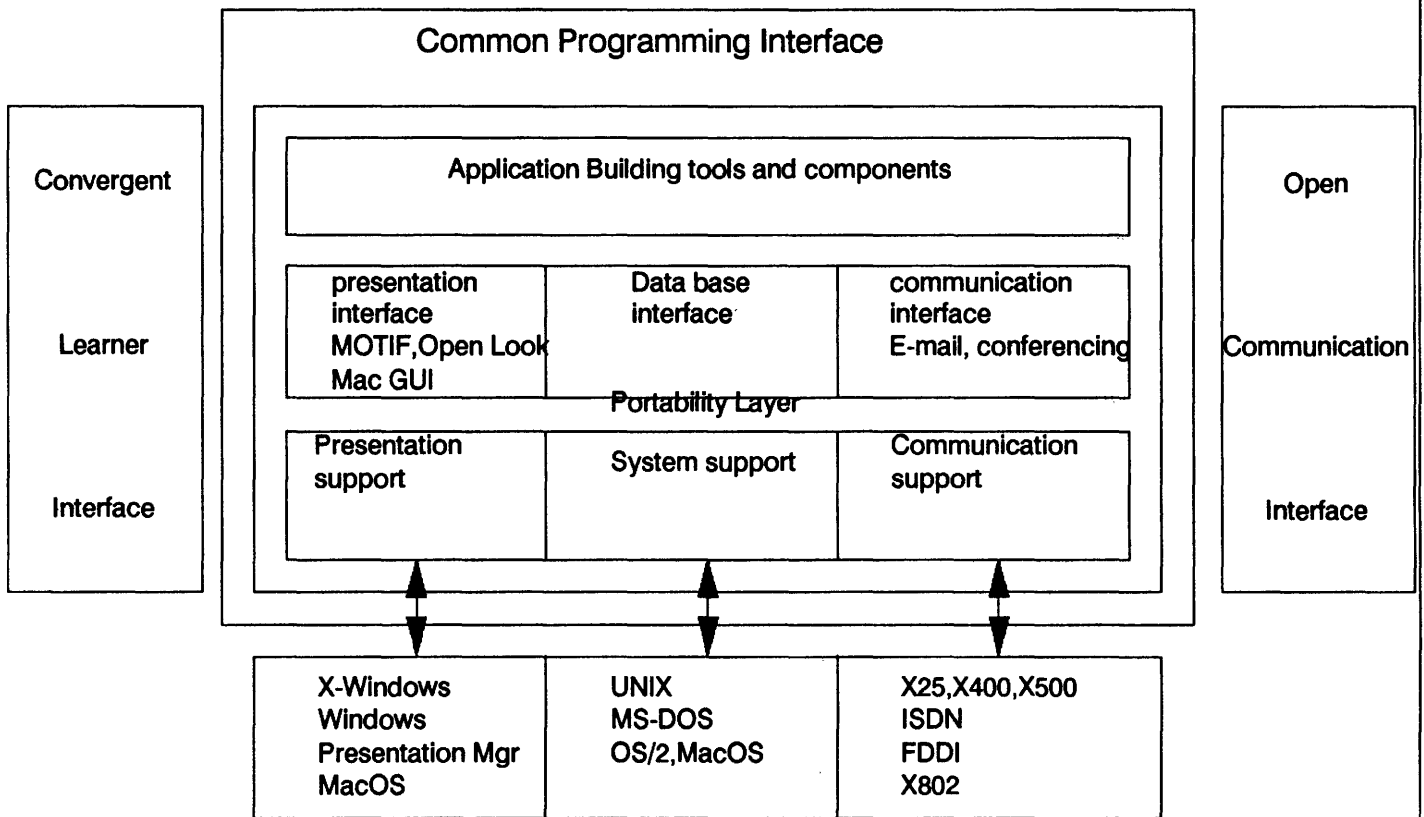 Common Programming Interface
Convergent
Learner
Interface
Application Building tools and components
presentation
interface
MOTIF,Open Look
Mac GUI
Data base
interface
communication
interface
E-mail, conferencing
Portability Layer
Presentation
support
System support
Communication
support
Open
Communication
Interface
X-Windows
Windows
Presentation Mgr
MacOS
UNIX
MS-DOS
OS/2,MacOS
X25,X400,X500
ISDN
FDDI
X802